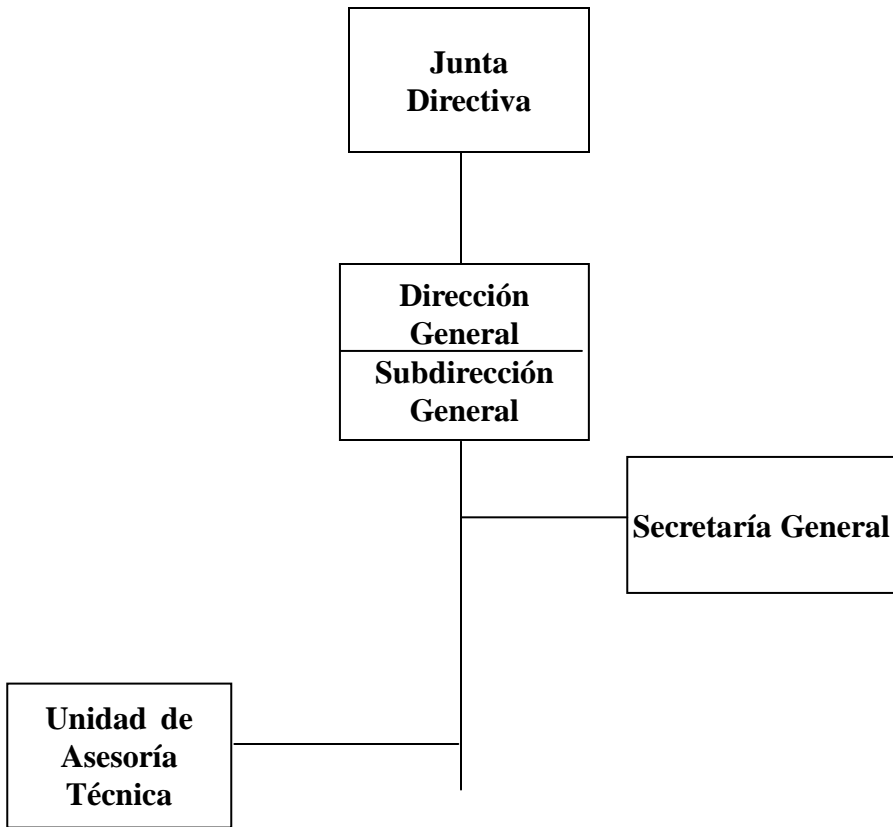 Junta
Directiva
Dirección
General
Subdirección
General
Secretaría General
Unidad de
Asesoría
Técnica